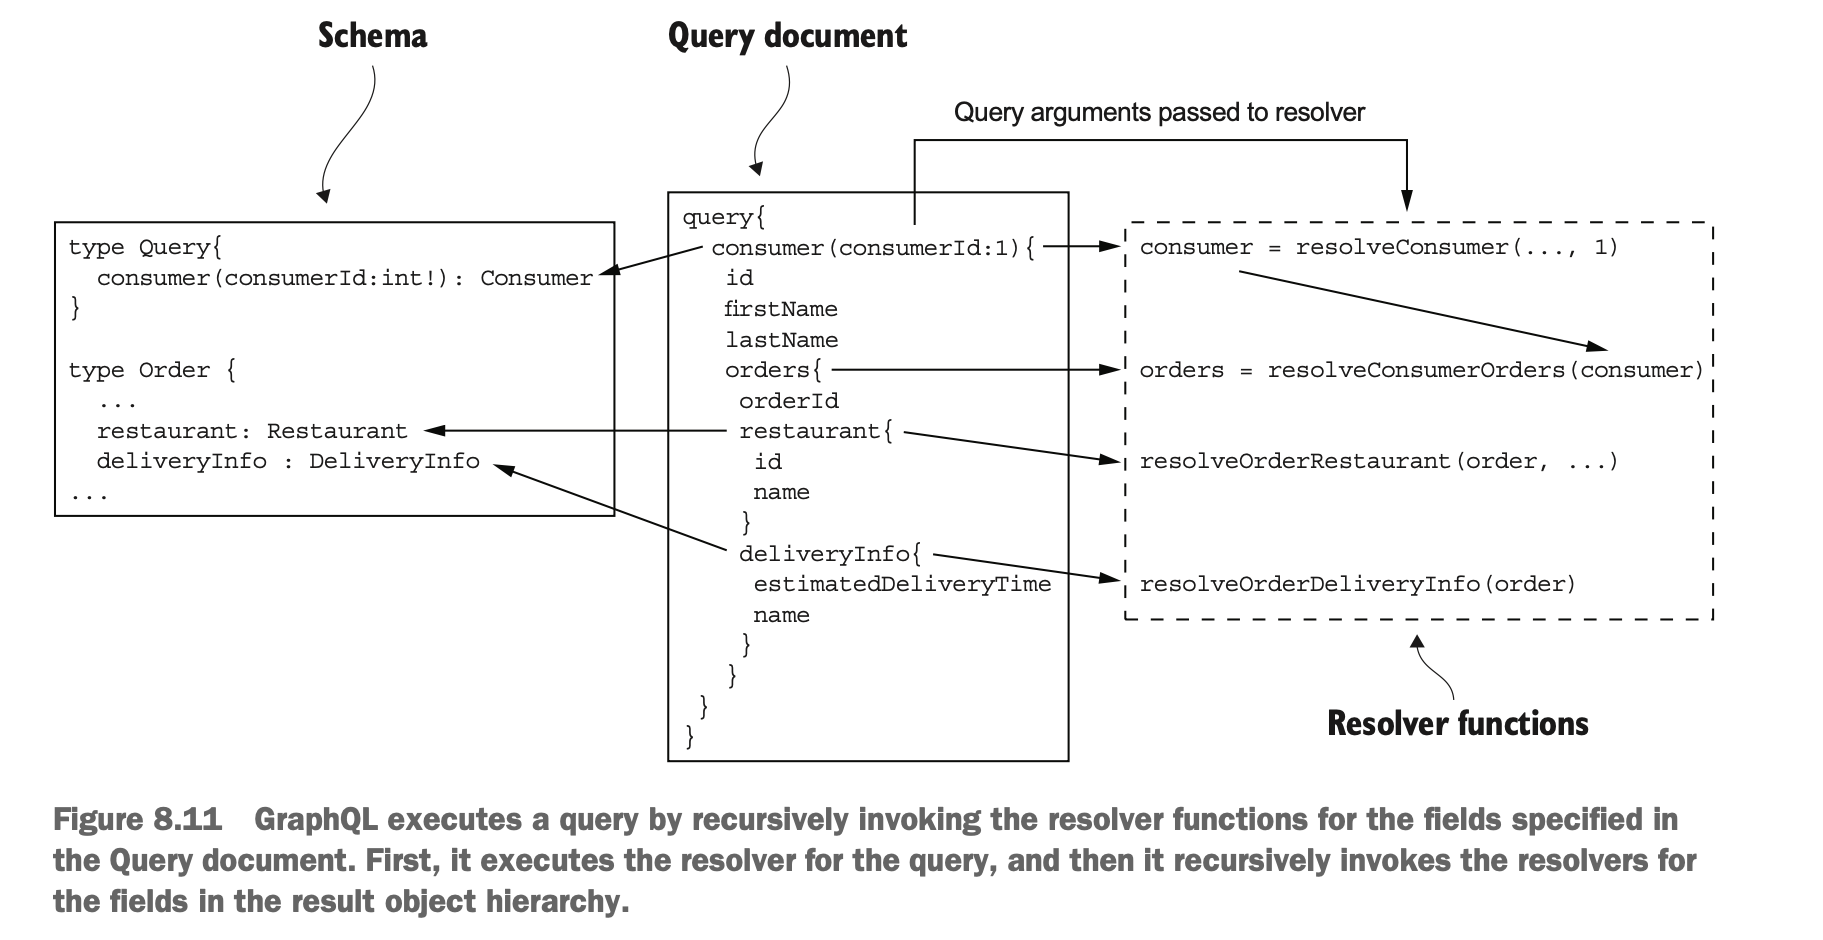 Schema
Query document
Query arguments passed to resolver
type Query{
consumer(consumerId:int!): Consumer
}
type Order {
...
restaurant: Restaurant
deliveryInfo : DeliveryInfo
...
query{
consumer(consumerId:1){
id
firstName
lastName
orders{
orderId
restaurant{
id
name
}
deliveryInfo{
estimatedDeliveryTime
name
}
}
}
}
consumer = resolveConsumer(..., 1)
orders = resolveConsumerOrders(consumer)
resolveOrderRestaurant(order, ...)
resolveOrderDeliveryInfo(order)
Resolver functions
Figure 8.11 GraphQL executes a query by recursively invoking the resolver functions for the fields specified in
the Query document. First, it executes the resolver for the query, and then it recursively invokes the resolvers for
the fields in the result object hierarchy.